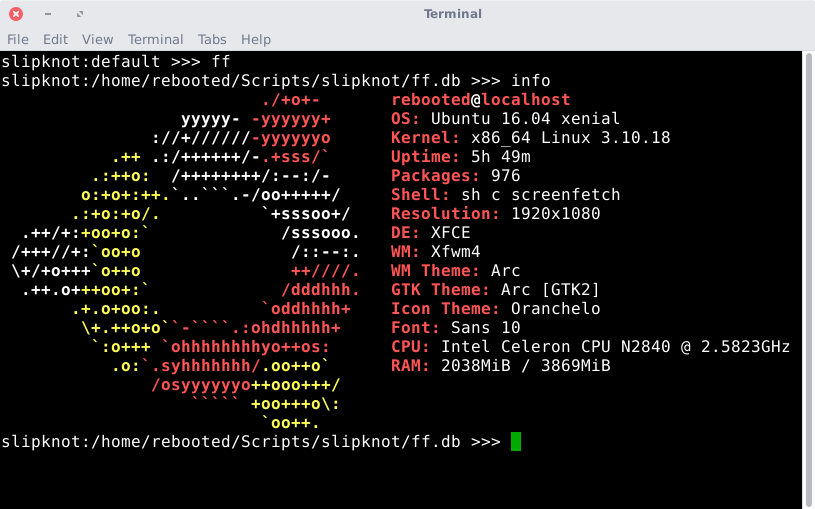 Terminal
File Edit View Terminal Tabs Help
slipknot:default >>> ff
slipknot:/home/rebooted/Scripts/slipknot/ff.db >>> info
                          ./+o+-       rebooted@localhost
                  yyyyy- -yyyyyy+      OS: Ubuntu 16.04 xenial
               ://+//////-yyyyyyo      Kernel: x86_64 Linux 3.10.18
           .++ .:/++++++/-.+sss/`      Uptime: 5h 49m
         .:++o:  /++++++++/:--:/-      Packages: 976
        o:+o+:++.`..```.-/oo+++++/     Shell: sh c screenfetch
       .:+o:+o/.          `+sssoo+/    Resolution: 1920x1080
  .++/+:+oo+o:`             /sssooo.   DE: XFCE
 /+++//+:`oo+o               /::--:.   WM: Xfwm4
 \+/+o+++`o++o               ++////.   WM Theme: Arc
  .++.o+++oo+:`             /dddhhh.   GTK Theme: Arc [GTK2]
       .+.o+oo:.          `oddhhhh+    Icon Theme: Oranchelo
        \+.++o+o``-````.:ohdhhhhh+     Font: Sans 10
         `:o+++ `ohhhhhhhhyo++os:      CPU: Intel Celeron CPU N2840 @ 2.5823GHz
           .o:`.syhhhhhhh/.oo++o`      RAM: 2038MiB / 3869MiB
               /osyyyyyyo++ooo+++/
                   ````` +oo+++o\:
                          `oo++.
slipknot:/home/rebooted/Scripts/slipknot/ff.db >>>